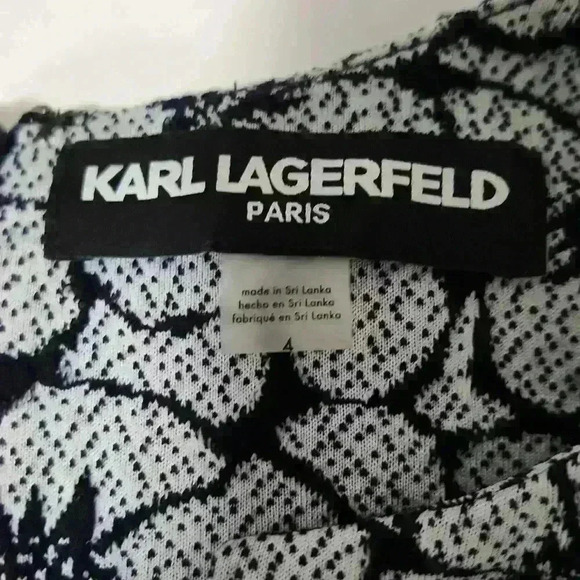 KARL LAGERFELD
PARIS
made in Sri Lanka
hecho en Sri Lanka
fabriqué en Sri Lanka
4